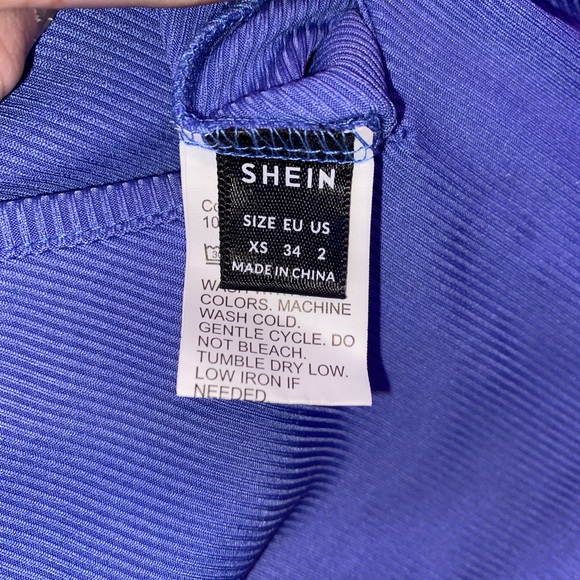 SHEIN
SIZE EU US
XS 34 2
MADE IN CHINA
COLORS. MACHINE
WASH COLD.
GENTLE CYCLE. DO
NOT BLEACH.
TUMBLE DRY LOW.
LOW IRON IF
NEEDED.